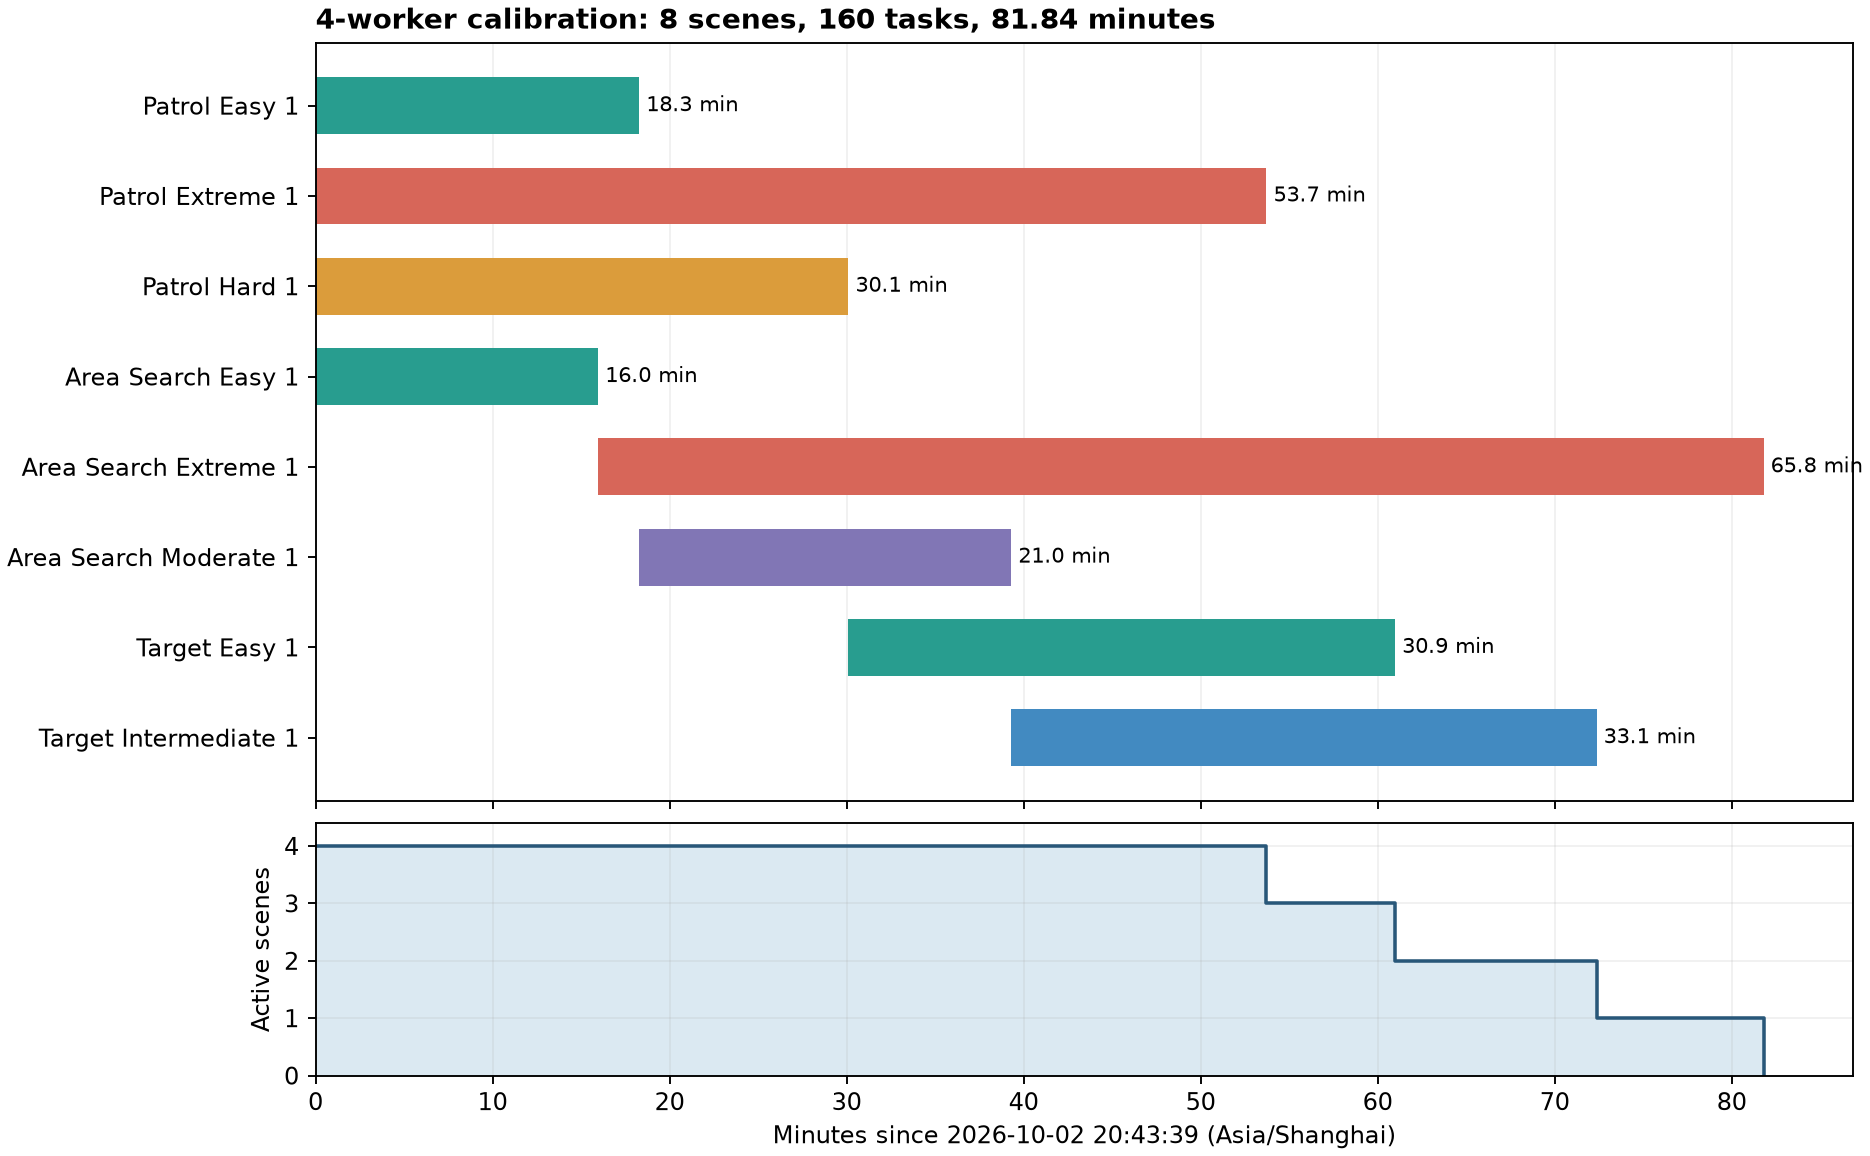 4-worker calibration: 8 scenes, 160 tasks, 81.84 minutes
Patrol Easy 1
18.3 min
Patrol Extreme 1
53.7 min
Patrol Hard 1
30.1 min
Area Search Easy 1
16.0 min
Area Search Extreme 1
65.8 min
Area Search Moderate 1
21.0 min
Target Easy 1
30.9 min
Target Intermediate 1
33.1 min
Active scenes
4
3
2
1
0
0 10 20 30 40 50 60 70 80
Minutes since 2026-10-02 20:43:39 (Asia/Shanghai)